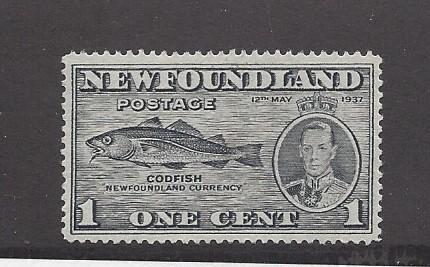 NEWFOUNDLAND
POSTAGE
12TH MAY 1937
CODFISH
NEWFOUNDLAND CURRENCY
1 ONE CENT 1